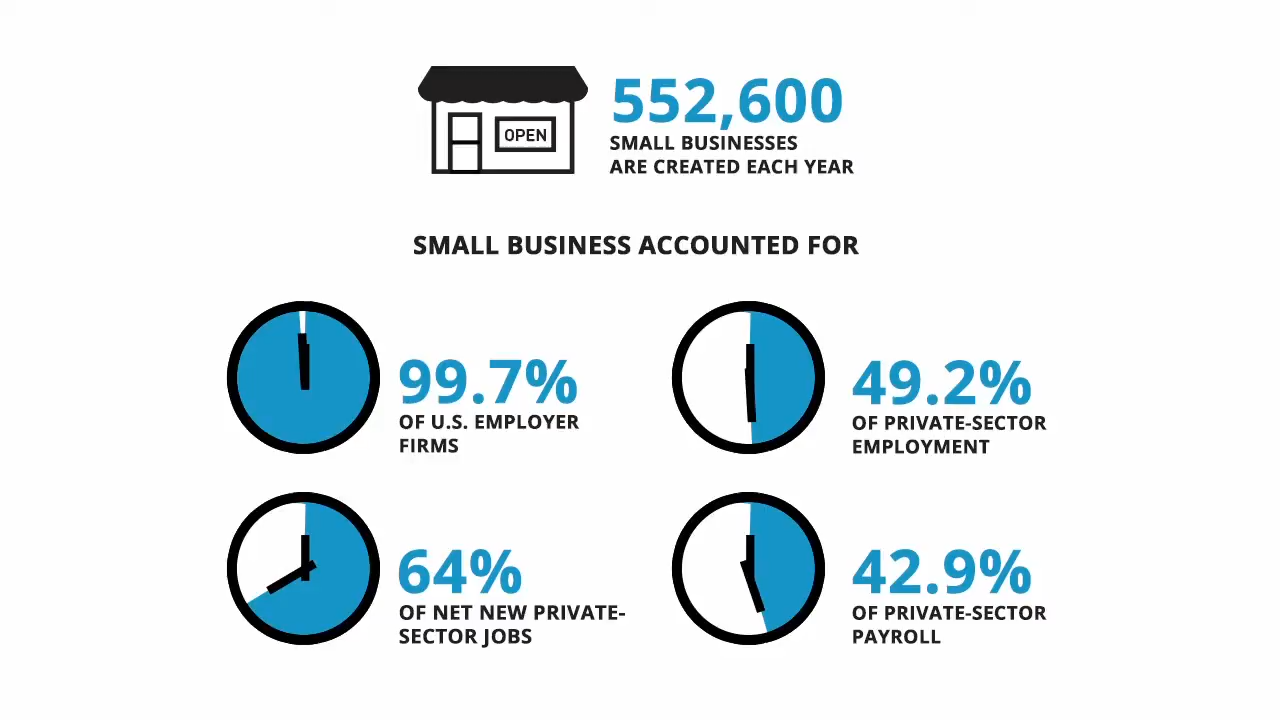 552,600
SMALL BUSINESSES
ARE CREATED EACH YEAR
OPEN
SMALL BUSINESS ACCOUNTED FOR
99.7%
OF U.S. EMPLOYER
FIRMS
49.2%
OF PRIVATE-SECTOR
EMPLOYMENT
64%
OF NET NEW PRIVATE-
SECTOR JOBS
42.9%
OF PRIVATE-SECTOR
PAYROLL